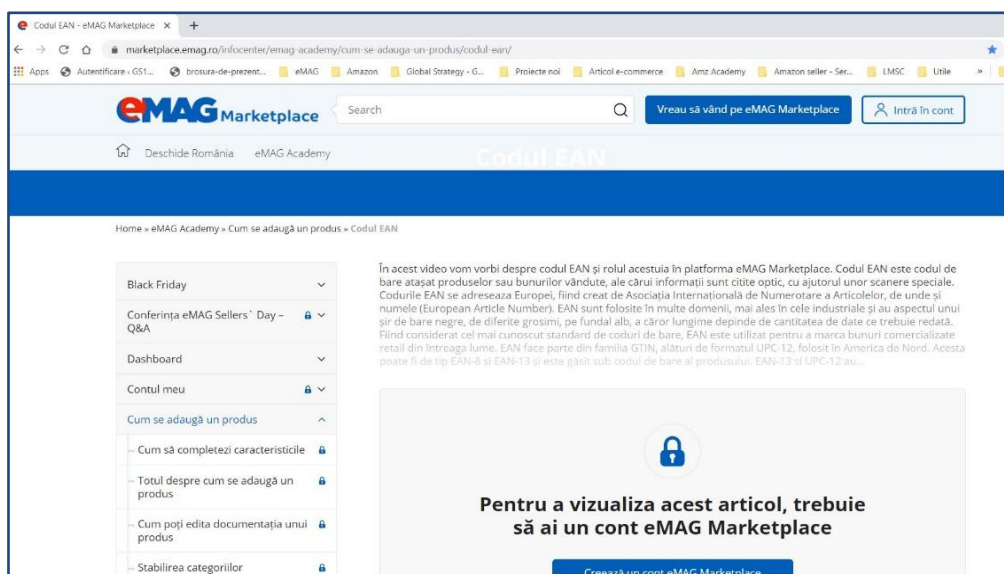 Codul EAN - eMAG Marketplace
marketplace.emag.ro/infocenter/emag-academy/cum-se-adauga-un-produs/codul-ean/
Apps Autentificare ‹ GS1... brosura-de-prezent... eMAG Amazon Global Strategy - G... Proiecte noi Articol e-commerce Amz Academy Amazon seller - Ser... LMSC Utile »
eMAG Marketplace Search Vreau să vând pe eMAG Marketplace Intră în cont
Deschide România eMAG Academy
Codul EAN
Home » eMAG Academy » Cum se adaugă un produs » Codul EAN
Black Friday
Conferința eMAG Sellers` Day –
Q&A
Dashboard
Contul meu
Cum se adaugă un produs
Cum să completezi caracteristicile
Totul despre cum se adaugă un
produs
Cum poți edita documentația unui
produs
Stabilirea categoriilor
În acest video vom vorbi despre codul EAN și rolul acestuia în platforma eMAG Marketplace. Codul EAN este codul de
bare atașat produselor sau bunurilor vândute, ale cărui informații sunt citite optic, cu ajutorul unor scanere speciale.
Codurile EAN se adreseaza Europei, fiind creat de Asociația Internațională de Numerotare a Articolelor, de unde și
numele (European Article Number). EAN sunt folosite în multe domenii, mai ales în cele industriale și au aspectul unui
șir de bare negre, de diferite grosimi, pe fundal alb, a căror lungime depinde de cantitatea de date ce trebuie redată.
Fiind considerat cel mai cunoscut standard de coduri de bare, EAN este utilizat pentru a marca bunuri comercializate
retail din întreaga lume. EAN face parte din familia GTIN, alături de formatul UPC-12, folosit în America de Nord. Acesta
poate fi de tip EAN-8 și EAN-13 și este găsit sub codul de bare al produsului. EAN-13 și UPC-12 au...
Pentru a vizualiza acest articol, trebuie
să ai un cont eMAG Marketplace
Creează un cont eMAG Marketplace